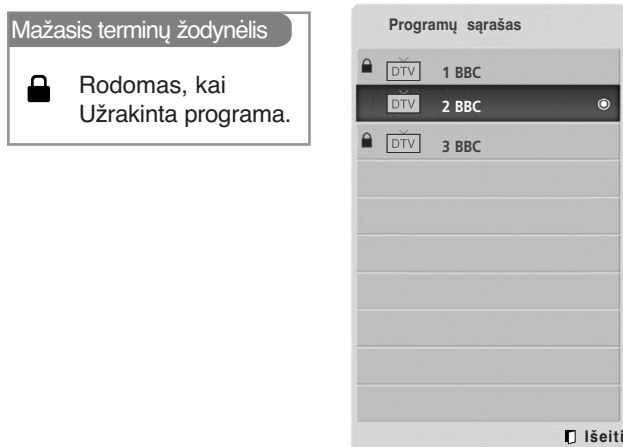 Mažasis terminų žodynėlis
Rodomas, kai
Užrakinta programa.
Programų sąrašas
DTV 1 BBC
DTV 2 BBC
DTV 3 BBC
Išeiti